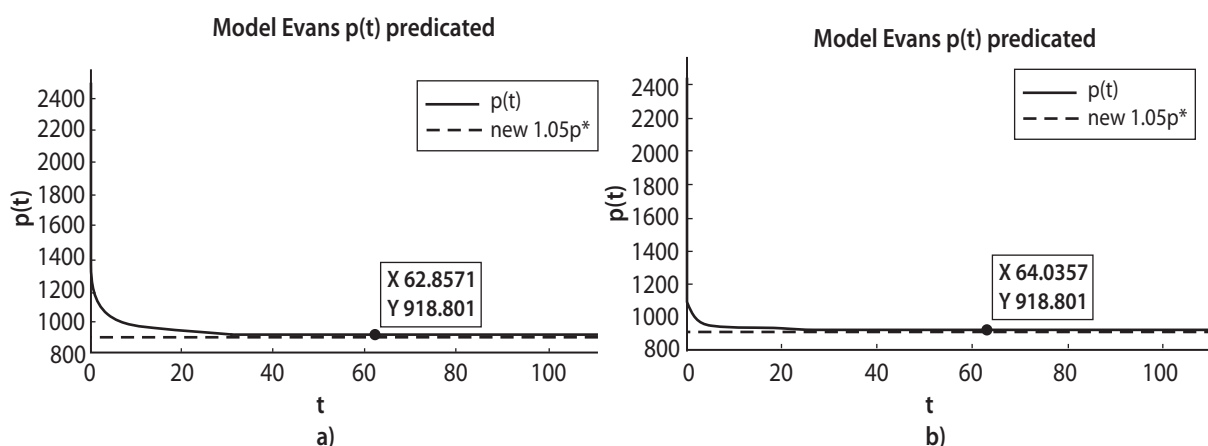 Model Evans p(t) predicated
p(t)
new 1.05p*
2400
2200
2000
1800
1600
1400
1200
1000
800
p(t)
X 62.8571
Y 918.801
0
20
40
60
80
100
t
a)
Model Evans p(t) predicated
p(t)
new 1.05p*
2400
2200
2000
1800
1600
1400
1200
1000
800
p(t)
X 64.0357
Y 918.801
0
20
40
60
80
100
t
b)